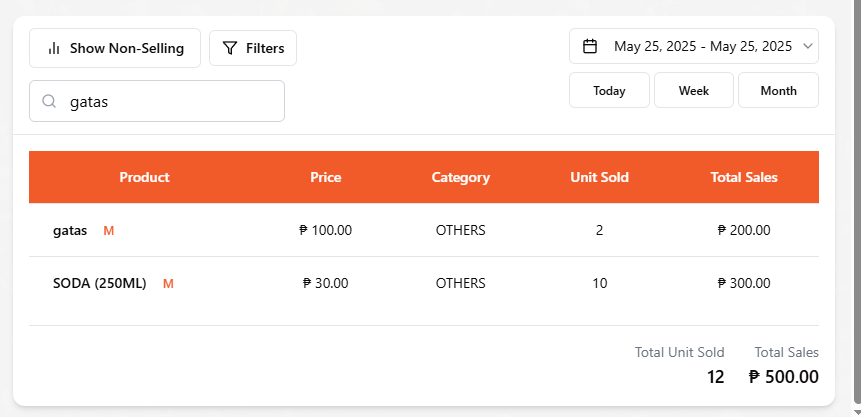 Show Non-Selling Filters May 25, 2025 - May 25, 2025
gatas Today Week Month
Product Price Category Unit Sold Total Sales
gatas M ₱ 100.00 OTHERS 2 ₱ 200.00
SODA (250ML) M ₱ 30.00 OTHERS 10 ₱ 300.00
Total Unit Sold Total Sales
12 ₱ 500.00